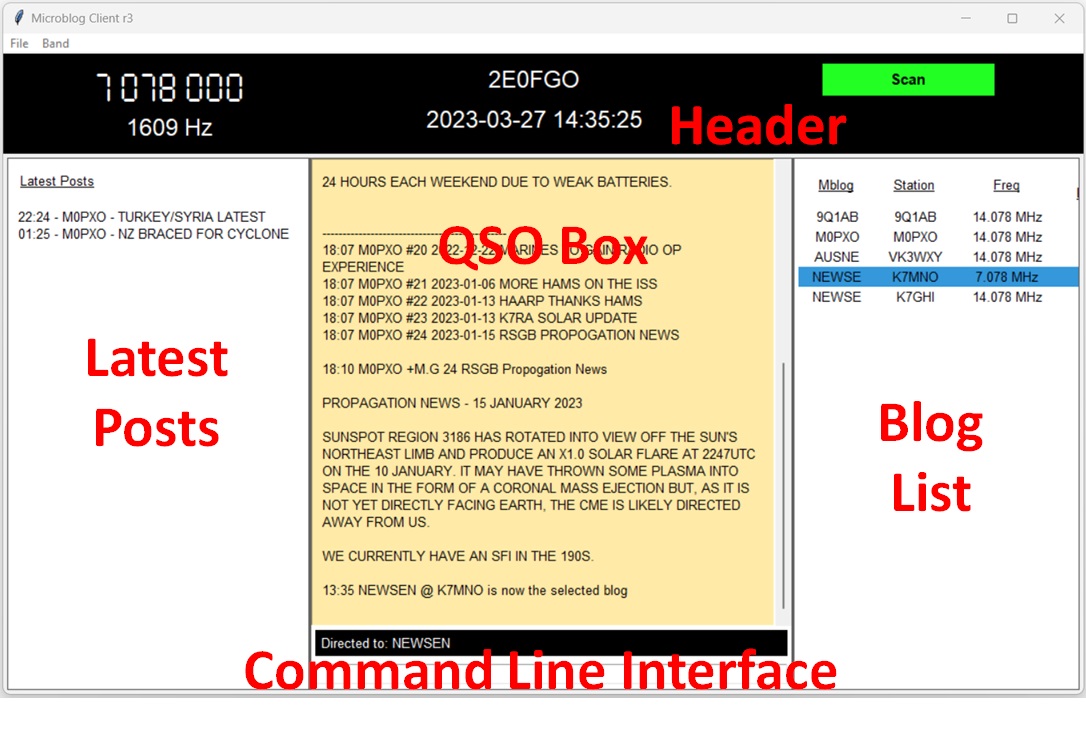 Microblog Client r3
File Band
7 078 000
1609 Hz
2E0FGO
2023-03-27 14:35:25
Scan
Header
Latest Posts
22:24 - M0PXO - TURKEY/SYRIA LATEST
01:25 - M0PXO - NZ BRACED FOR CYCLONE
Latest
Posts
24 HOURS EACH WEEKEND DUE TO WEAK BATTERIES.
QSO Box
18:07 M0PXO #20 2022-12-22 MARINES TO GAIN RADIO OP
EXPERIENCE
18:07 M0PXO #21 2023-01-06 MORE HAMS ON THE ISS
18:07 M0PXO #22 2023-01-13 HAARP THANKS HAMS
18:07 M0PXO #23 2023-01-13 K7RA SOLAR UPDATE
18:07 M0PXO #24 2023-01-15 RSGB PROPOGATION NEWS
18:10 M0PXO +M.G 24 RSGB Propogation News
PROPAGATION NEWS - 15 JANUARY 2023
SUNSPOT REGION 3186 HAS ROTATED INTO VIEW OFF THE SUN'S
NORTHEAST LIMB AND PRODUCE AN X1.0 SOLAR FLARE AT 2247UTC
ON THE 10 JANUARY. IT MAY HAVE THROWN SOME PLASMA INTO
SPACE IN THE FORM OF A CORONAL MASS EJECTION BUT, AS IT IS
NOT YET DIRECTLY FACING EARTH, THE CME IS LIKELY DIRECTED
AWAY FROM US.
WE CURRENTLY HAVE AN SFI IN THE 190S.
13:35 NEWSEN @ K7MNO is now the selected blog
Directed to: NEWSEN
Command Line Interface
Mblog Station Freq
9Q1AB 9Q1AB 14.078 MHz
M0PXO M0PXO 14.078 MHz
AUSNE VK3WXY 14.078 MHz
NEWSE K7MNO 7.078 MHz
NEWSE K7GHI 14.078 MHz
Blog
List